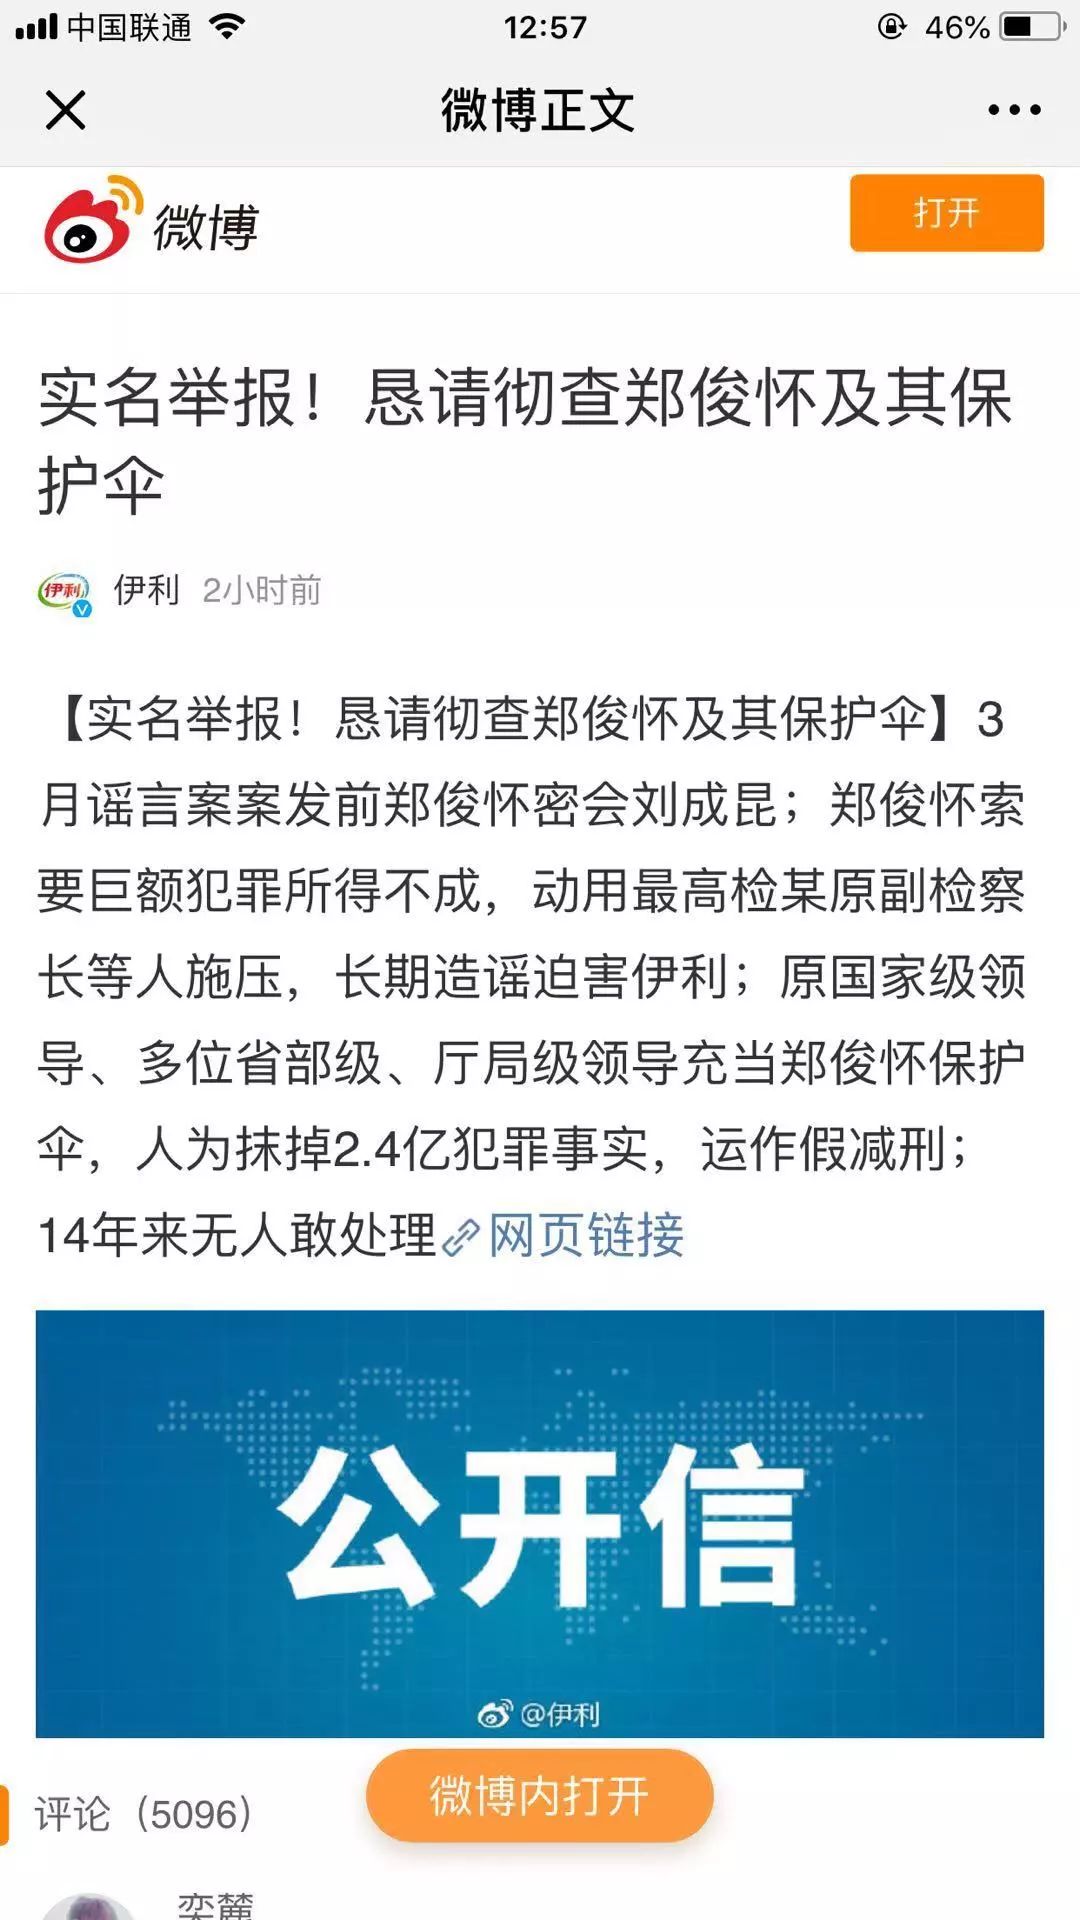 中国联通 12:57 46%
微博正文
微博 打开
实名举报！恳请彻查郑俊怀及其保
护伞
伊利 伊利 2小时前
【实名举报！恳请彻查郑俊怀及其保护伞】3
月谣言案案发前郑俊怀密会刘成昆；郑俊怀索
要巨额犯罪所得不成，动用最高检某原副检察
长等人施压，长期造谣迫害伊利；原国家级领
导、多位省部级、厅局级领导充当郑俊怀保护
伞，人为抹掉2.4亿犯罪事实，运作假减刑；
14年来无人敢处理 网页链接
公开信
@伊利
微博内打开
评论（5096）
奕麓